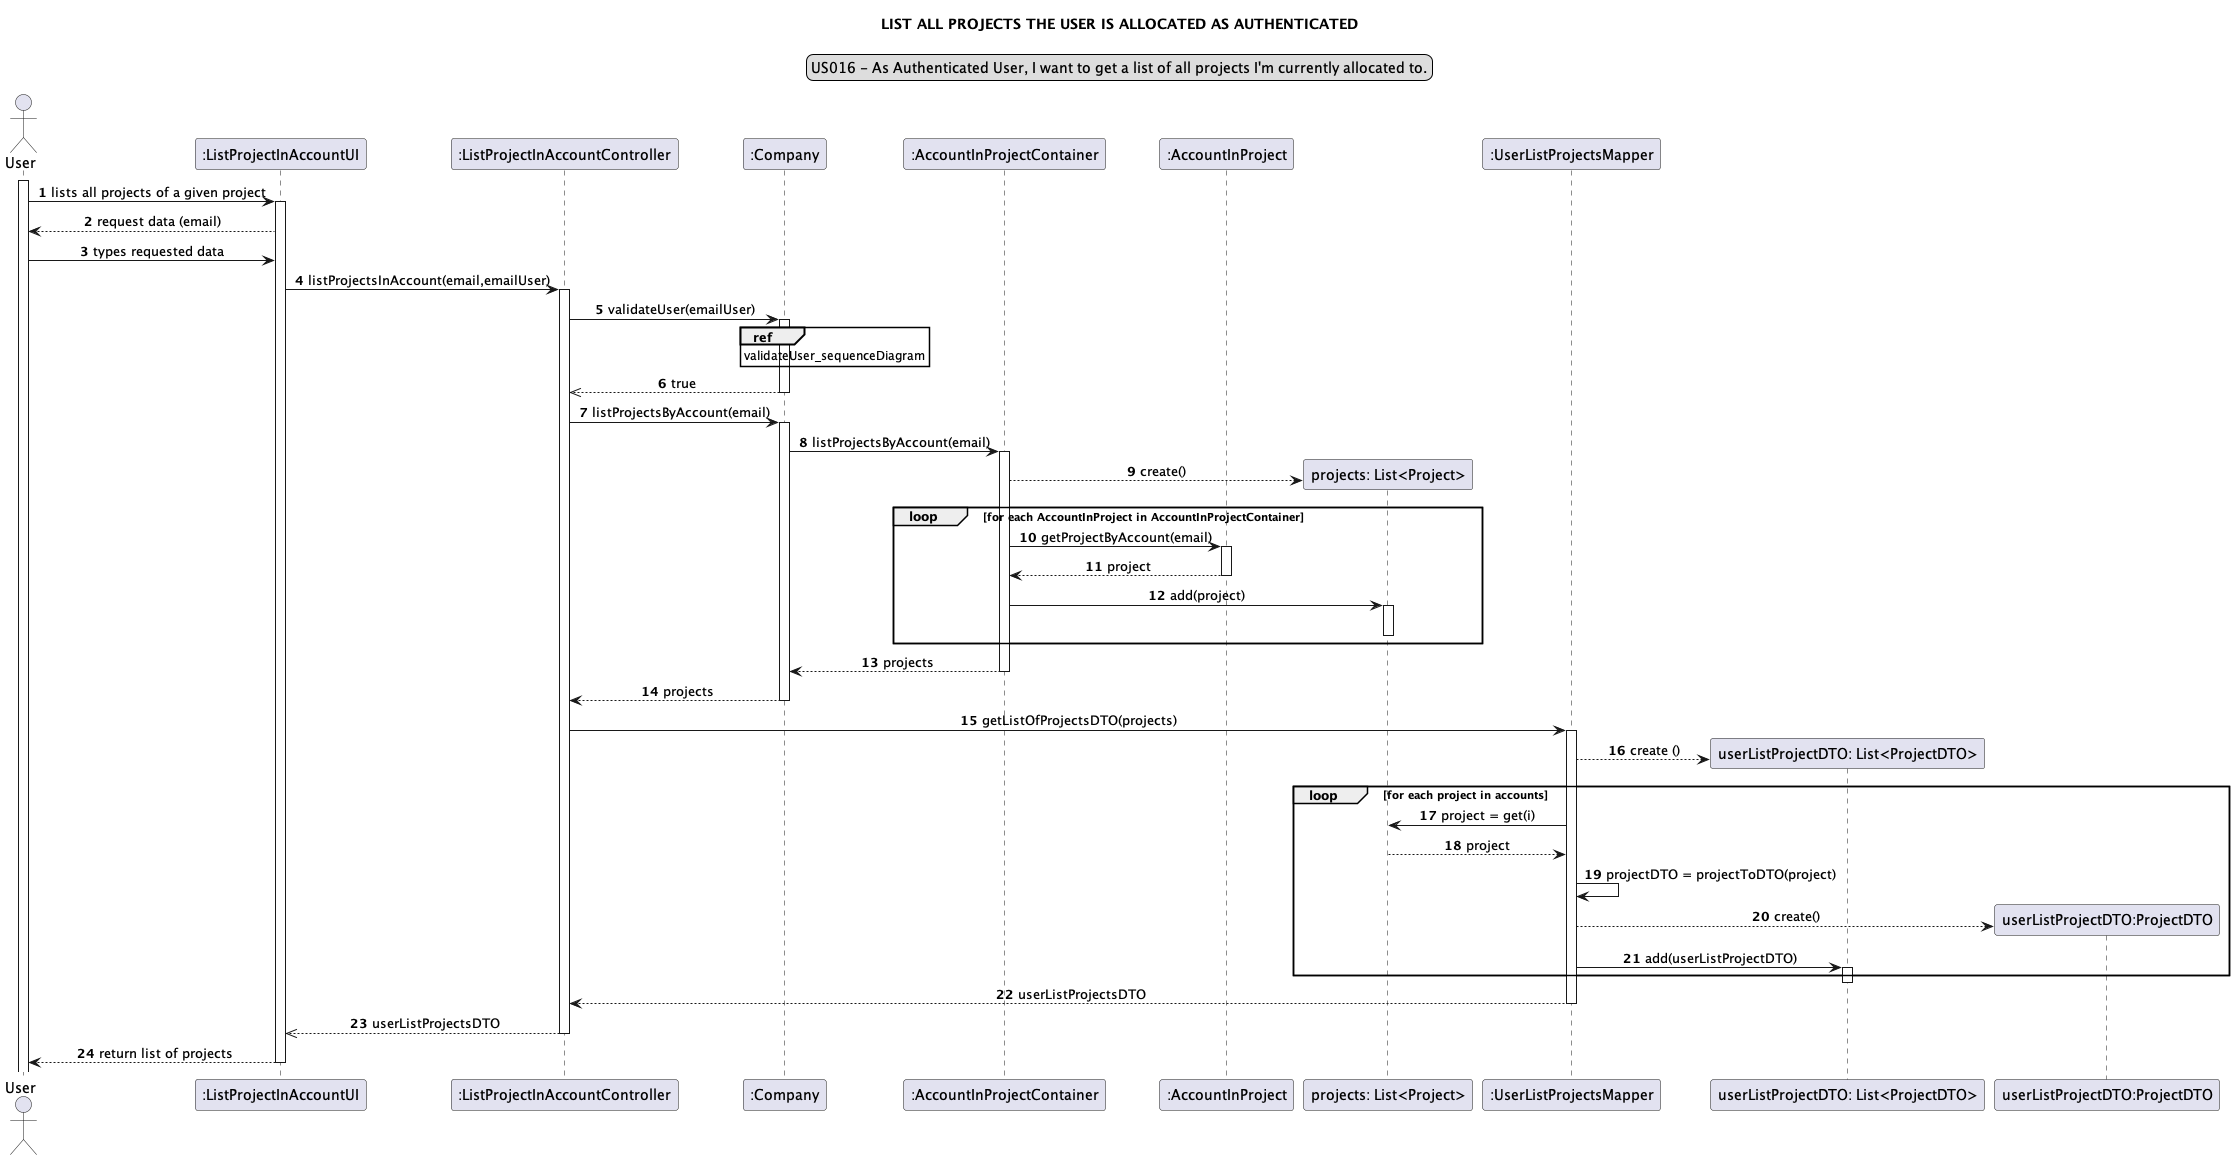 LIST ALL PROJECTS THE USER IS ALLOCATED AS AUTHENTICATED
US016 - As Authenticated User, I want to get a list of all projects I'm currently allocated to.
User
:ListProjectInAccountUI
:ListProjectInAccountController
:Company
:AccountInProjectContainer
:AccountInProject
:UserListProjectsMapper
1 lists all projects of a given project
2 request data (email)
3 types requested data
4 listProjectsInAccount(email,emailUser)
5 validateUser(emailUser)
ref
validateUser_sequenceDiagram
6 true
7 listProjectsByAccount(email)
8 listProjectsByAccount(email)
9 create()
projects: List<Project>
loop [for each AccountInProject in AccountInProjectContainer]
10 getProjectByAccount(email)
11 project
12 add(project)
13 projects
14 projects
15 getListOfProjectsDTO(projects)
16 create ()
userListProjectDTO: List<ProjectDTO>
loop [for each project in accounts]
17 project = get(i)
18 project
19 projectDTO = projectToDTO(project)
20 create()
userListProjectDTO:ProjectDTO
21 add(userListProjectDTO)
22 userListProjectsDTO
23 userListProjectsDTO
24 return list of projects
User
:ListProjectInAccountUI
:ListProjectInAccountController
:Company
:AccountInProjectContainer
:AccountInProject
projects: List<Project>
:UserListProjectsMapper
userListProjectDTO: List<ProjectDTO>
userListProjectDTO:ProjectDTO